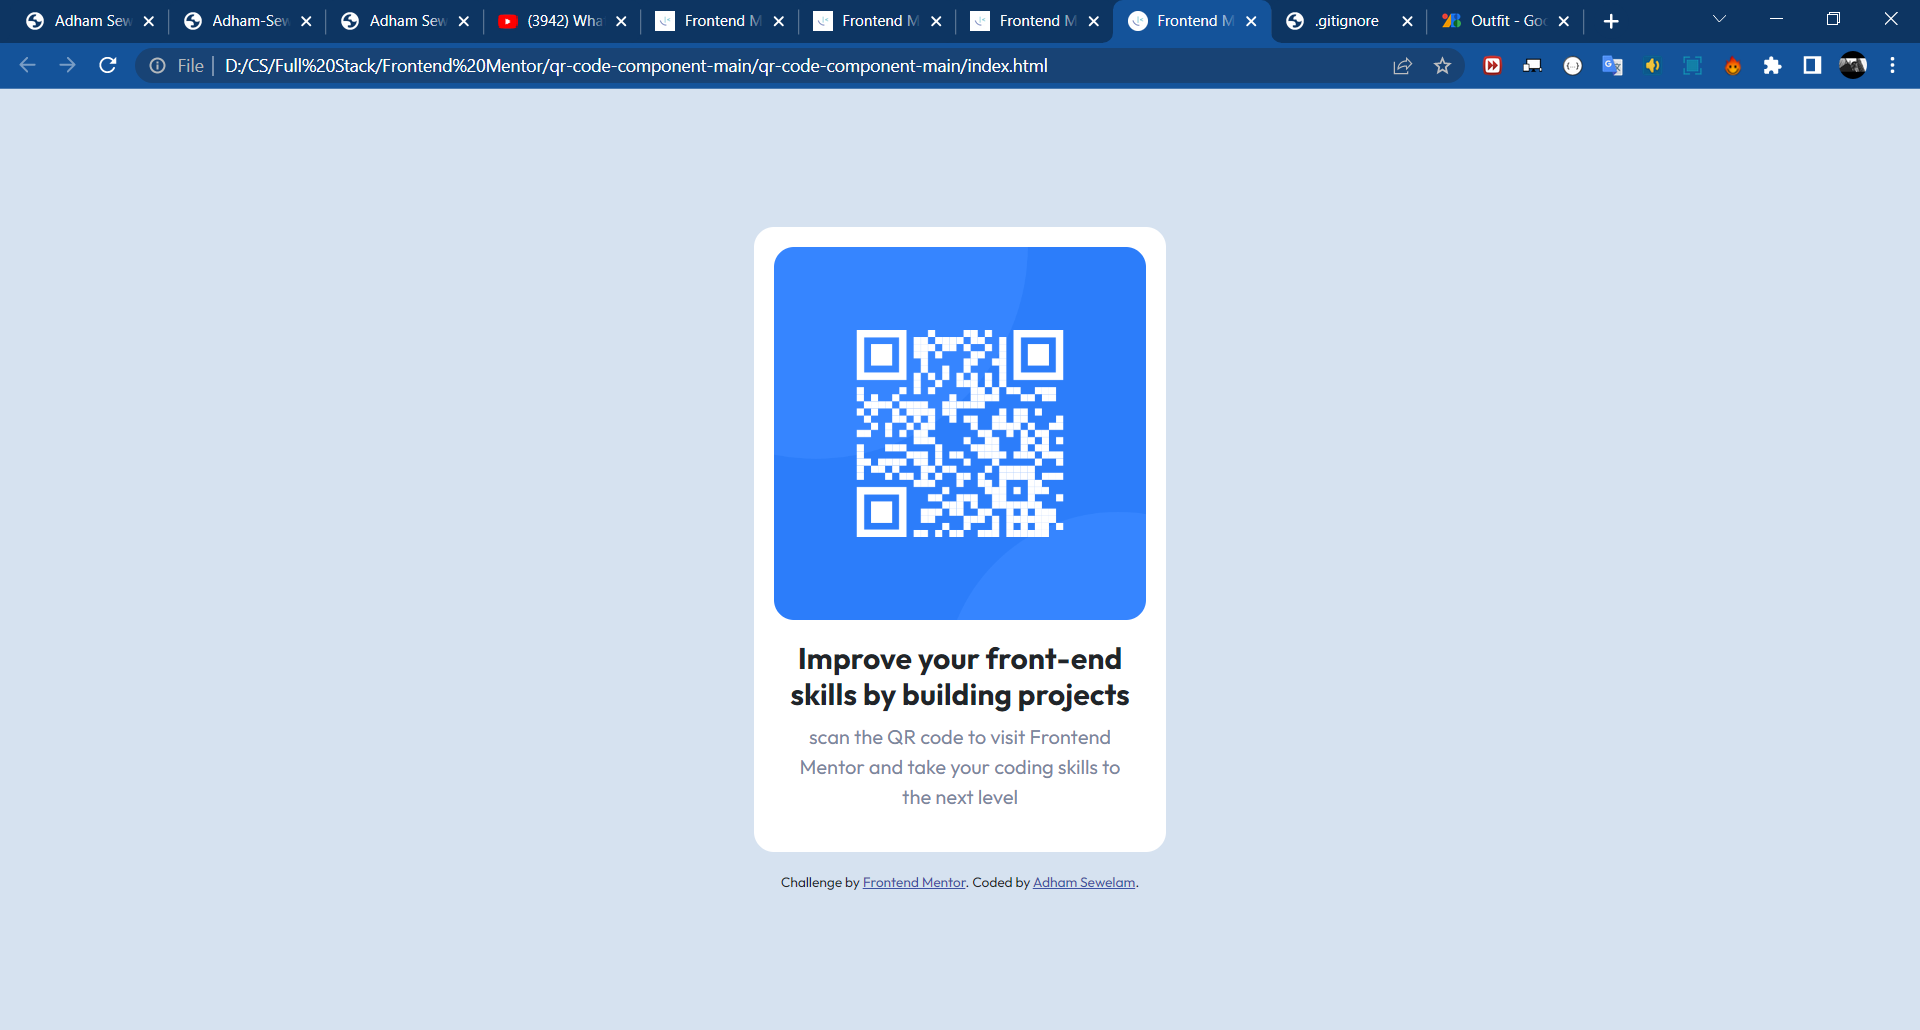 Adham Sew
Adham-Sew
Adham Sew
(3942) Wha
Frontend M
Frontend M
Frontend M
Frontend M
.gitignore
Outfit - Goo
File
D:/CS/Full%20Stack/Frontend%20Mentor/qr-code-component-main/qr-code-component-main/index.html
Improve your front-end
skills by building projects
scan the QR code to visit Frontend
Mentor and take your coding skills to
the next level
Challenge by Frontend Mentor. Coded by Adham Sewelam.